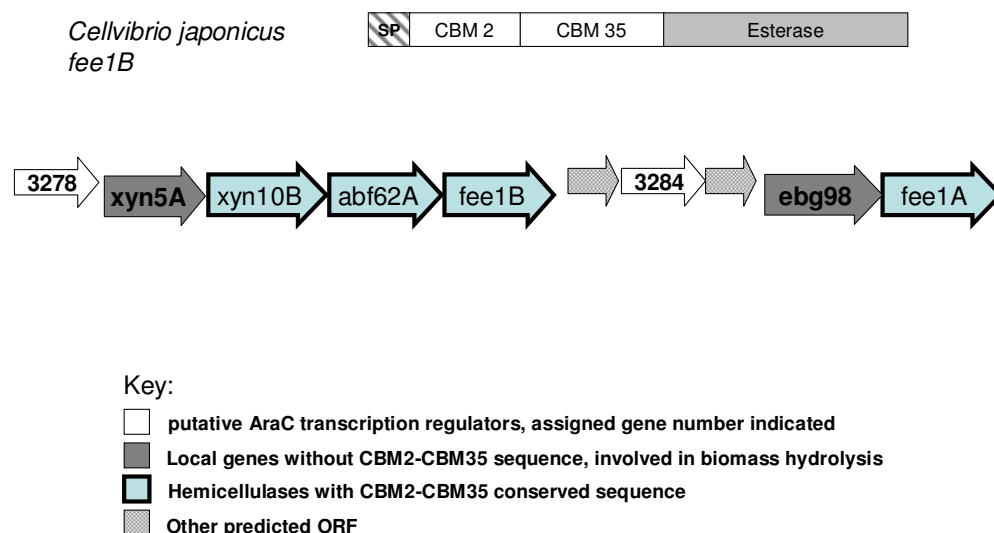 Cellvibrio japonicus
fee1B
SP CBM 2 CBM 35 Esterase
3278 xyn5A xyn10B abf62A fee1B 3284 ebg98 fee1A
Key:
putative AraC transcription regulators, assigned gene number indicated
Local genes without CBM2-CBM35 sequence, involved in biomass hydrolysis
Hemicellulases with CBM2-CBM35 conserved sequence
Other predicted ORF